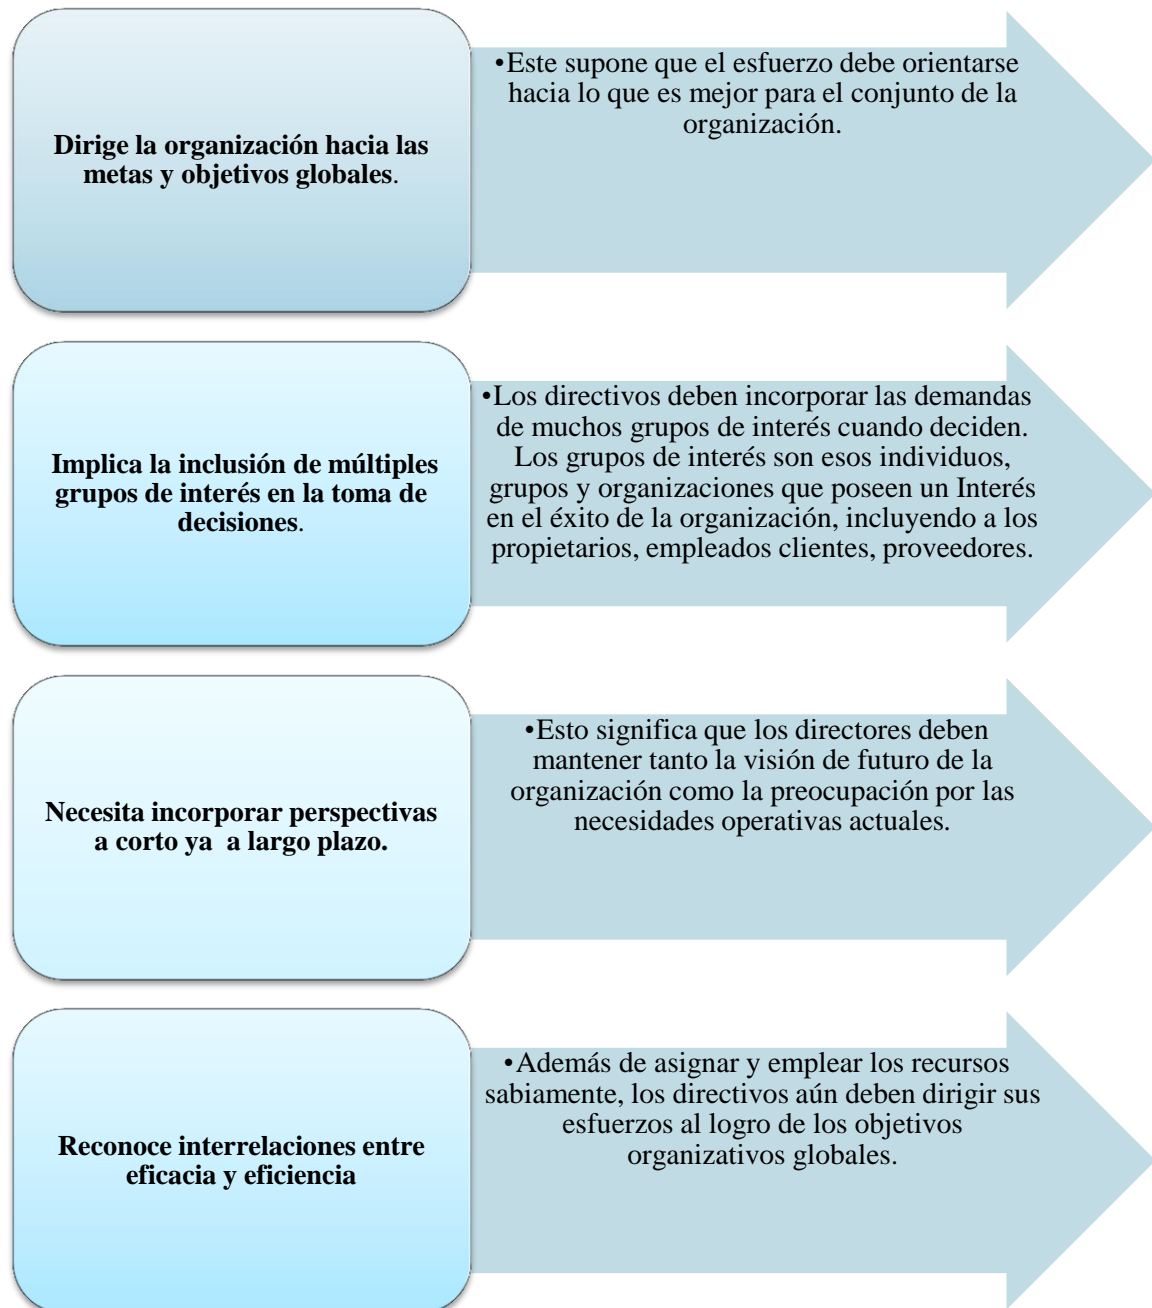 Dirige la organización hacia las
metas y objetivos globales.
•Este supone que el esfuerzo debe orientarse
hacia lo que es mejor para el conjunto de la
organización.
Implica la inclusión de múltiples
grupos de interés en la toma de
decisiones.
•Los directivos deben incorporar las demandas
de muchos grupos de interés cuando deciden.
Los grupos de interés son esos individuos,
grupos y organizaciones que poseen un Interés
en el éxito de la organización, incluyendo a los
propietarios, empleados clientes, proveedores.
Necesita incorporar perspectivas
a corto ya  a largo plazo.
•Esto significa que los directores deben
mantener tanto la visión de futuro de la
organización como la preocupación por las
necesidades operativas actuales.
Reconoce interrelaciones entre
eficacia y eficiencia
•Además de asignar y emplear los recursos
sabiamente, los directivos aún deben dirigir sus
esfuerzos al logro de los objetivos
organizativos globales.